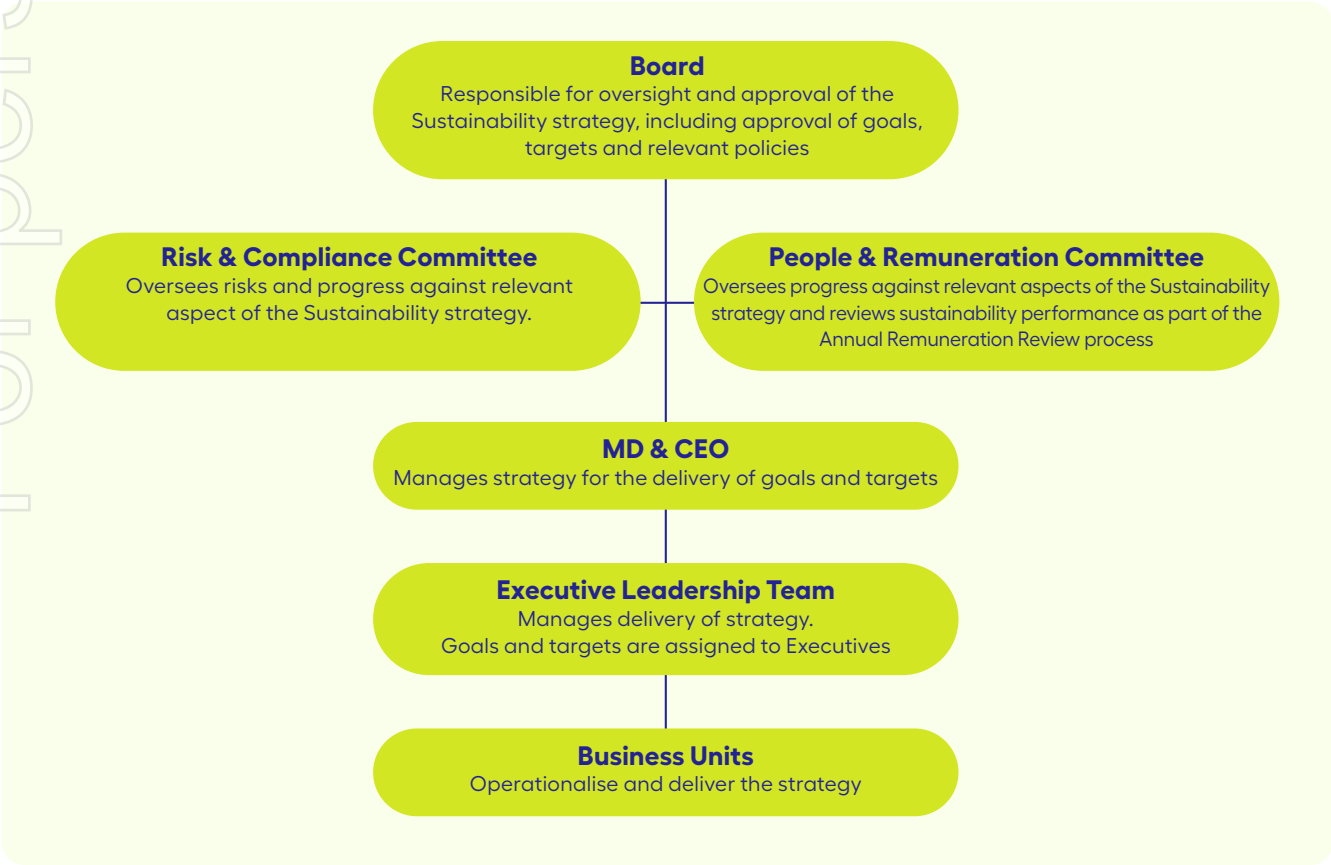 Board
Responsible for oversight and approval of the
Sustainability strategy, including approval of goals,
targets and relevant policies
Risk & Compliance Committee
Oversees risks and progress against relevant
aspect of the Sustainability strategy.
People & Remuneration Committee
Oversees progress against relevant aspects of the Sustainability
strategy and reviews sustainability performance as part of the
Annual Remuneration Review process
MD & CEO
Manages strategy for the delivery of goals and targets
Executive Leadership Team
Manages delivery of strategy.
Goals and targets are assigned to Executives
Business Units
Operationalise and deliver the strategy